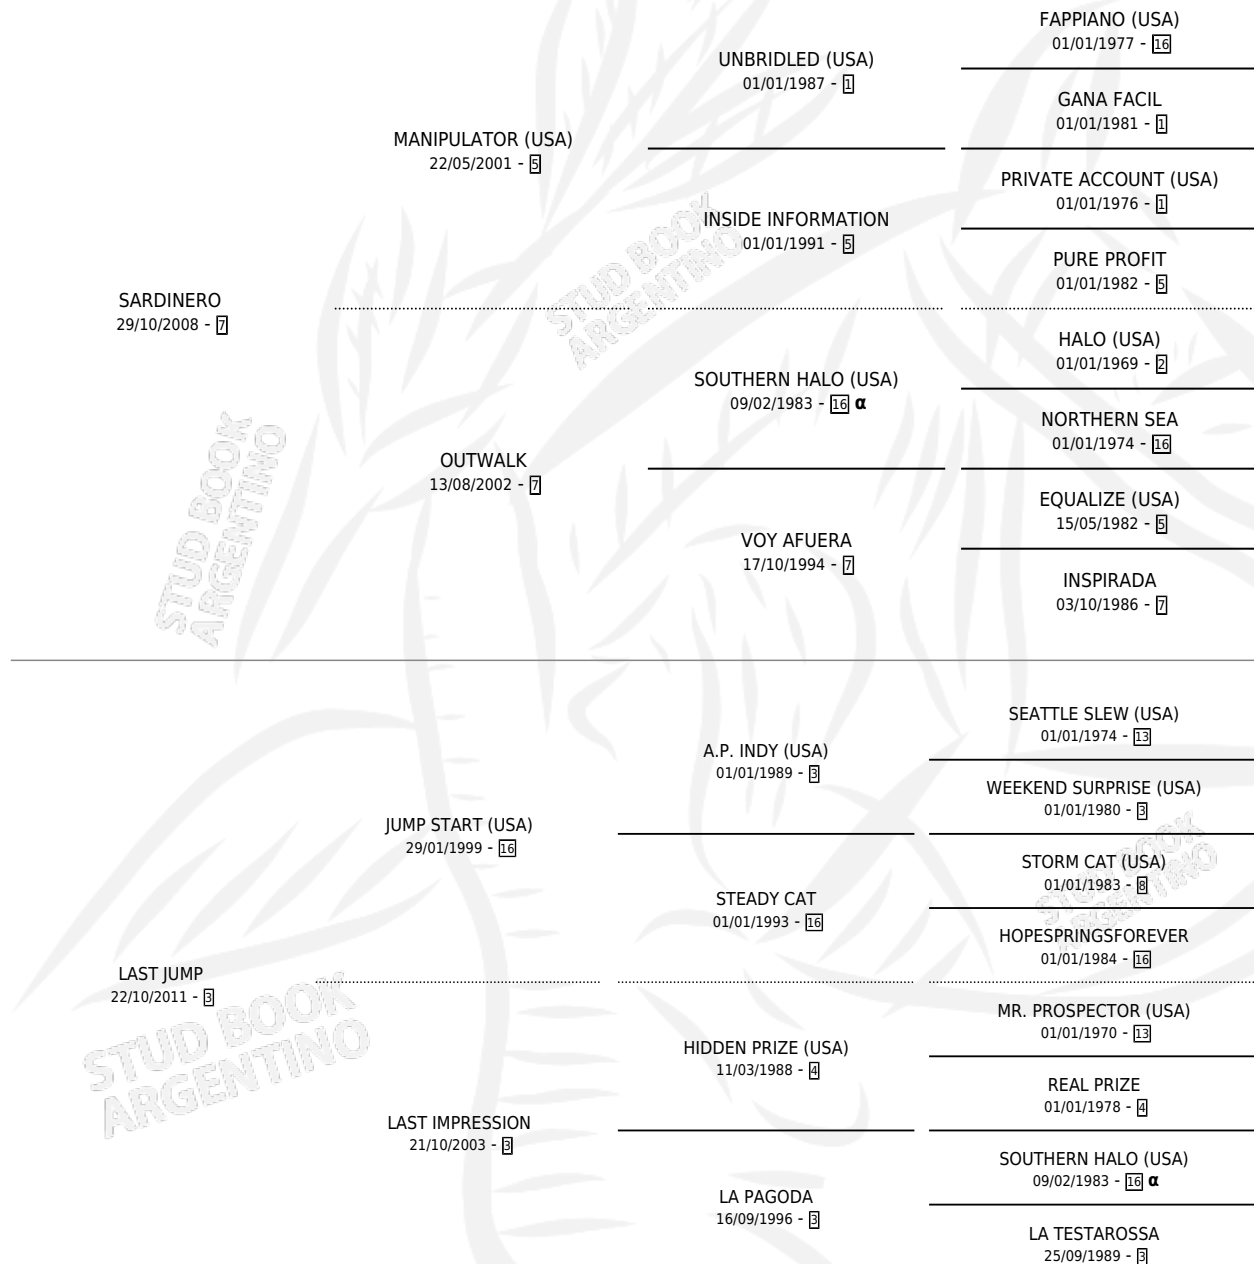 FAPPIANO (USA)
01/01/1977 - 16
UNBRIDLED (USA)
01/01/1987 - 1
GANA FACIL
01/01/1981 - 1
MANIPULATOR (USA)
22/05/2001 - 5
PRIVATE ACCOUNT (USA)
01/01/1976 - 1
INSIDE INFORMATION
01/01/1991 - 5
PURE PROFIT
01/01/1982 - 5
SARDINERO
29/10/2008 - 7
HALO (USA)
01/01/1969 - 2
SOUTHERN HALO (USA)
09/02/1983 - 16 α
NORTHERN SEA
01/01/1974 - 16
OUTWALK
13/08/2002 - 7
EQUALIZE (USA)
15/05/1982 - 5
VOY AFUERA
17/10/1994 - 7
INSPIRADA
03/10/1986 - 7
STUD BOOK
ARGENTINO
STUD BOOK
ARGENTINO
SEATTLE SLEW (USA)
01/01/1974 - 13
A.P. INDY (USA)
01/01/1989 - 3
WEEKEND SURPRISE (USA)
01/01/1980 - 3
JUMP START (USA)
29/01/1999 - 16
STORM CAT (USA)
01/01/1983 - 8
STEADY CAT
01/01/1993 - 16
HOPESPRINGSFOREVER
01/01/1984 - 16
LAST JUMP
22/10/2011 - 3
MR. PROSPECTOR (USA)
01/01/1970 - 13
HIDDEN PRIZE (USA)
11/03/1988 - 4
REAL PRIZE
01/01/1978 - 4
LAST IMPRESSION
21/10/2003 - 3
SOUTHERN HALO (USA)
09/02/1983 - 16 α
LA PAGODA
16/09/1996 - 3
LA TESTAROSSA
25/09/1989 - 3
STUD BOOK
ARGENTINO
STUD BOOK
ARGENTINO